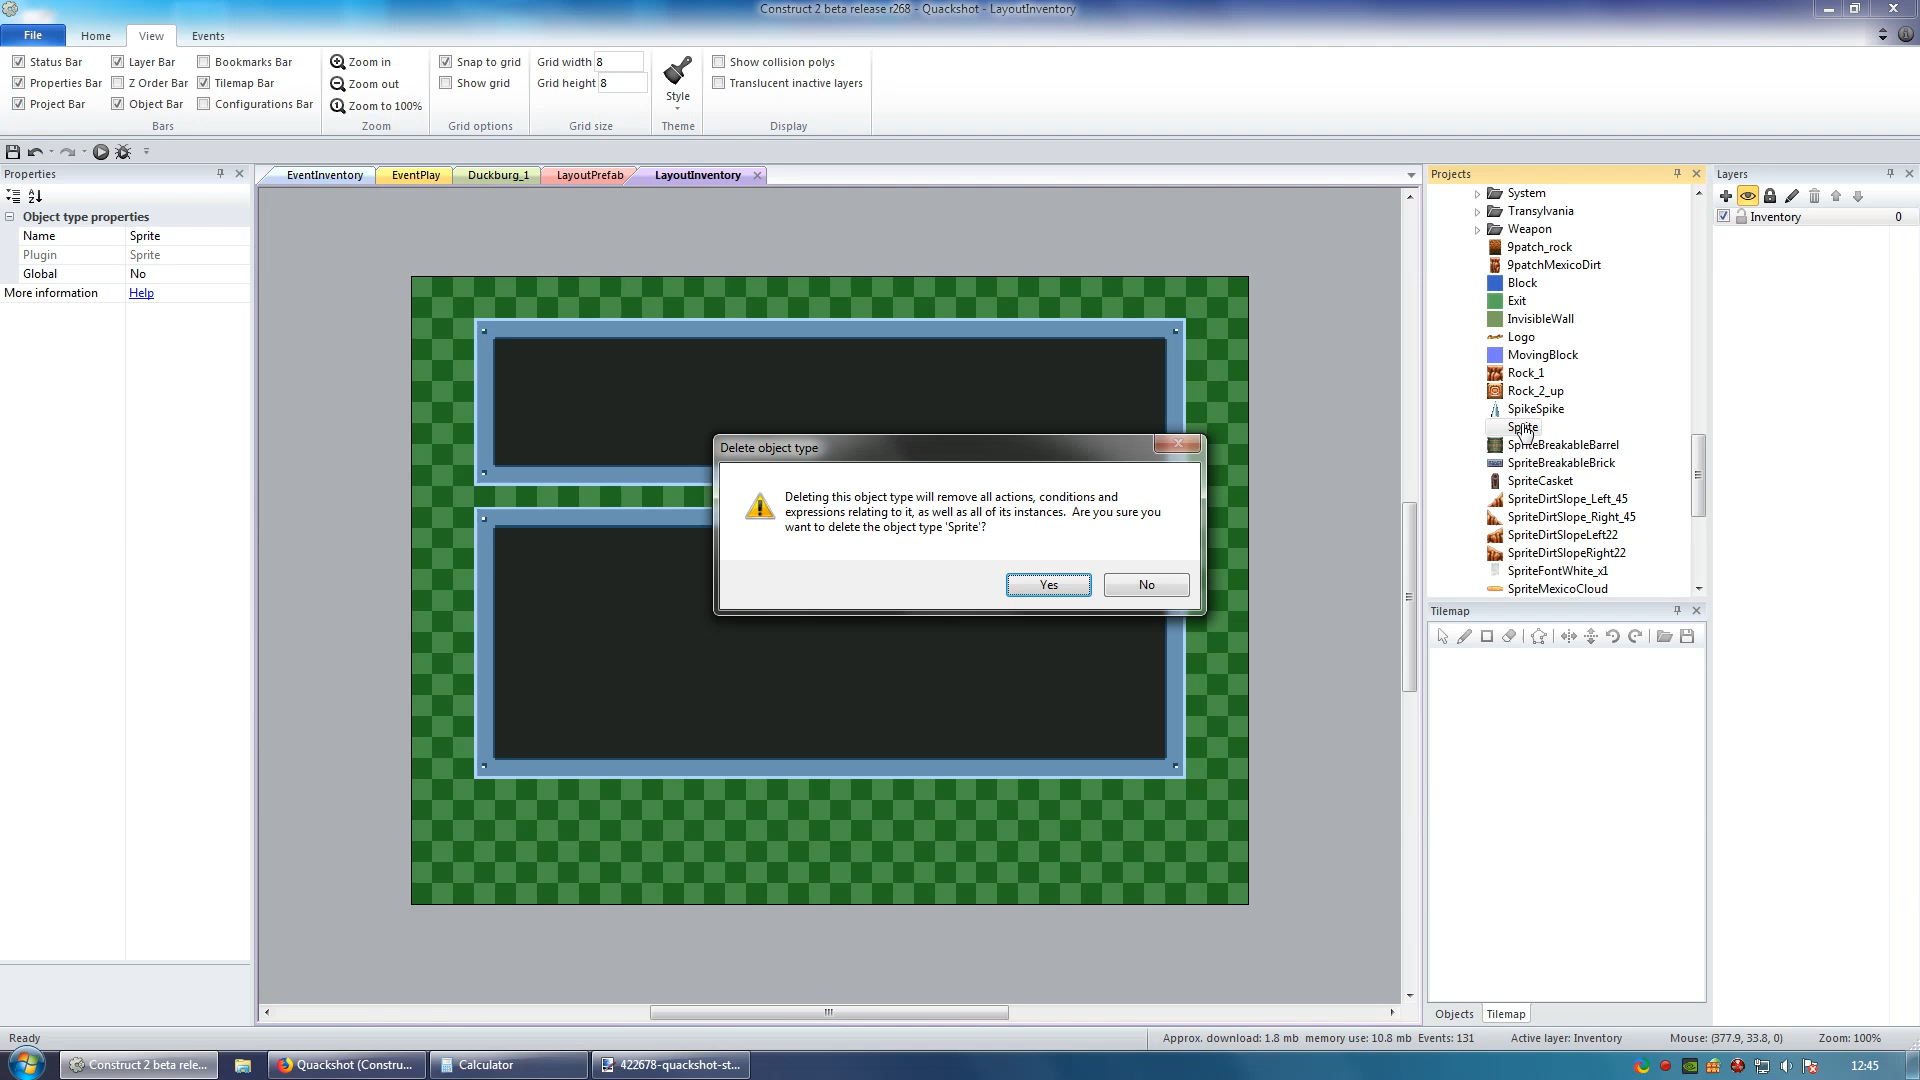 Construct 2 beta release r268 - Quackshot - LayoutInventory
File Home View Events
Status Bar Layer Bar Bookmarks Bar Zoom in Snap to grid Grid width 8 Show collision polys
Properties Bar Z Order Bar Tilemap Bar Zoom out Show grid Grid height 8 Translucent inactive layers
Project Bar Object Bar Configurations Bar Zoom to 100% Style
Bars Zoom Grid options Grid size Theme Display
Properties
Object type properties
Name Sprite
Plugin Sprite
Global No
More information Help
EventInventory EventPlay Duckburg_1 LayoutPrefab LayoutInventory
Delete object type
Deleting this object type will remove all actions, conditions and
expressions relating to it, as well as all of its instances. Are you sure you
want to delete the object type 'Sprite'?
Yes No
Projects
System
Transylvania
Weapon
9patch_rock
9patchMexicoDirt
Block
Exit
InvisibleWall
Logo
MovingBlock
Rock_1
Rock_2_up
SpikeSpike
Sprite
SpriteBreakableBarrel
SpriteBreakableBrick
SpriteCasket
SpriteDirtSlope_Left_45
SpriteDirtSlope_Right_45
SpriteDirtSlopeLeft22
SpriteDirtSlopeRight22
SpriteFontWhite_x1
SpriteMexicoCloud
Tilemap
Objects Tilemap
Layers
Inventory 0
Ready Approx. download: 1.8 mb memory use: 10.8 mb Events: 131 Active layer: Inventory Mouse: (377.9, 33.8, 0) Zoom: 100%
Construct 2 beta rele... Quackshot (Constru... Calculator 422678-quackshot-st... 12:45